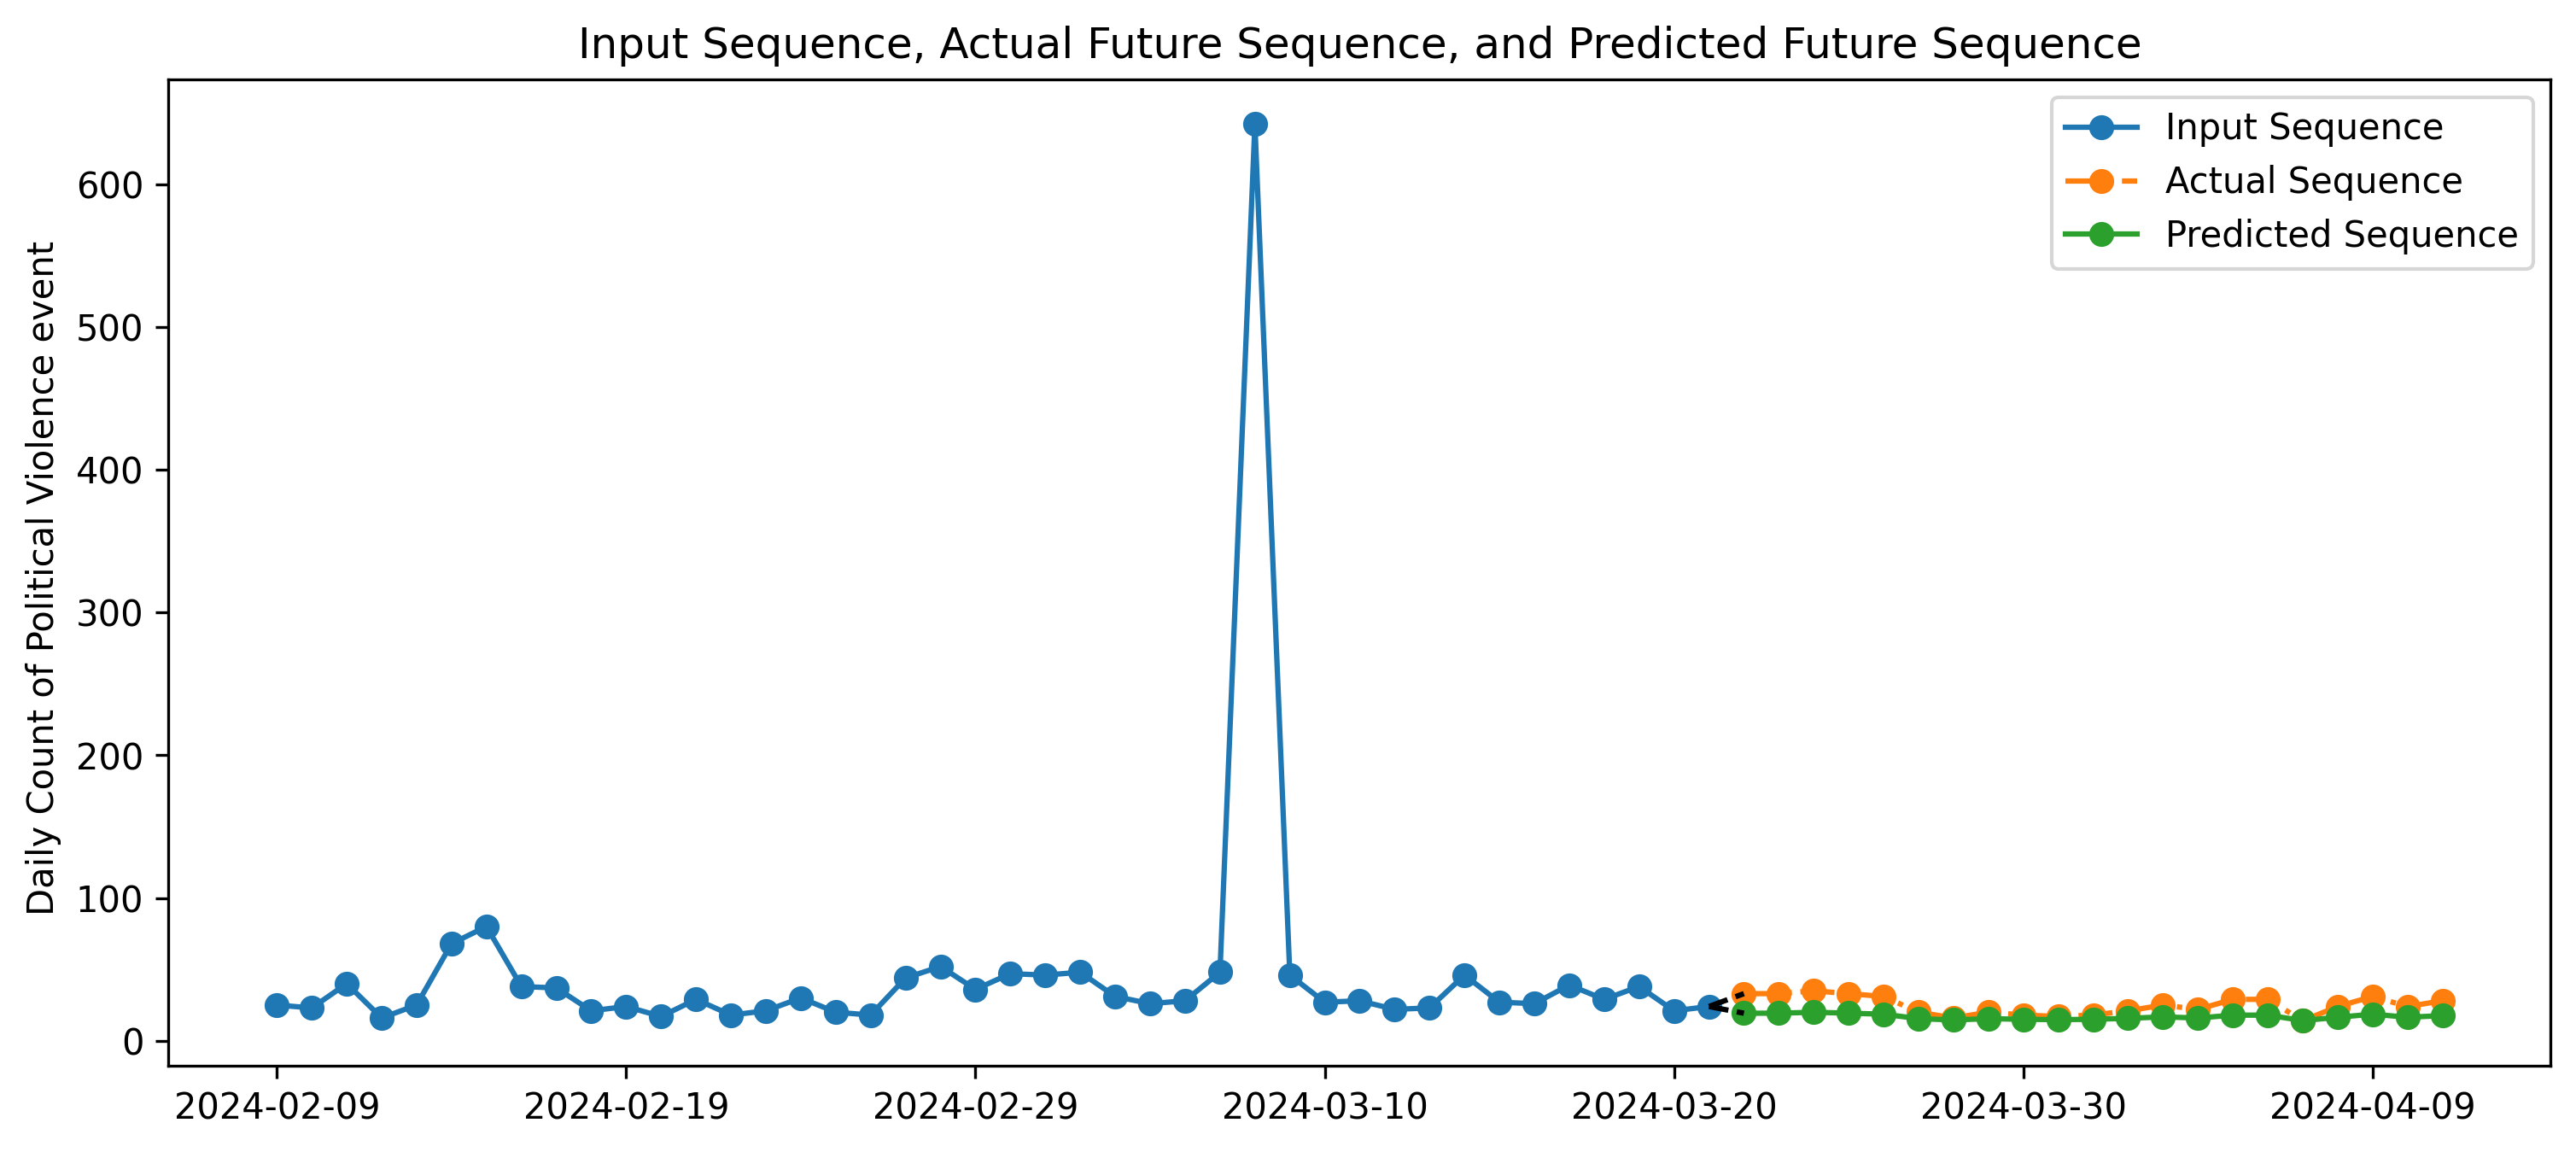 Input Sequence, Actual Future Sequence, and Predicted Future Sequence
Input Sequence
Actual Sequence
Predicted Sequence
Daily Count of Political Violence event
600
500
400
300
200
100
0
2024-02-09
2024-02-19
2024-02-29
2024-03-10
2024-03-20
2024-03-30
2024-04-09